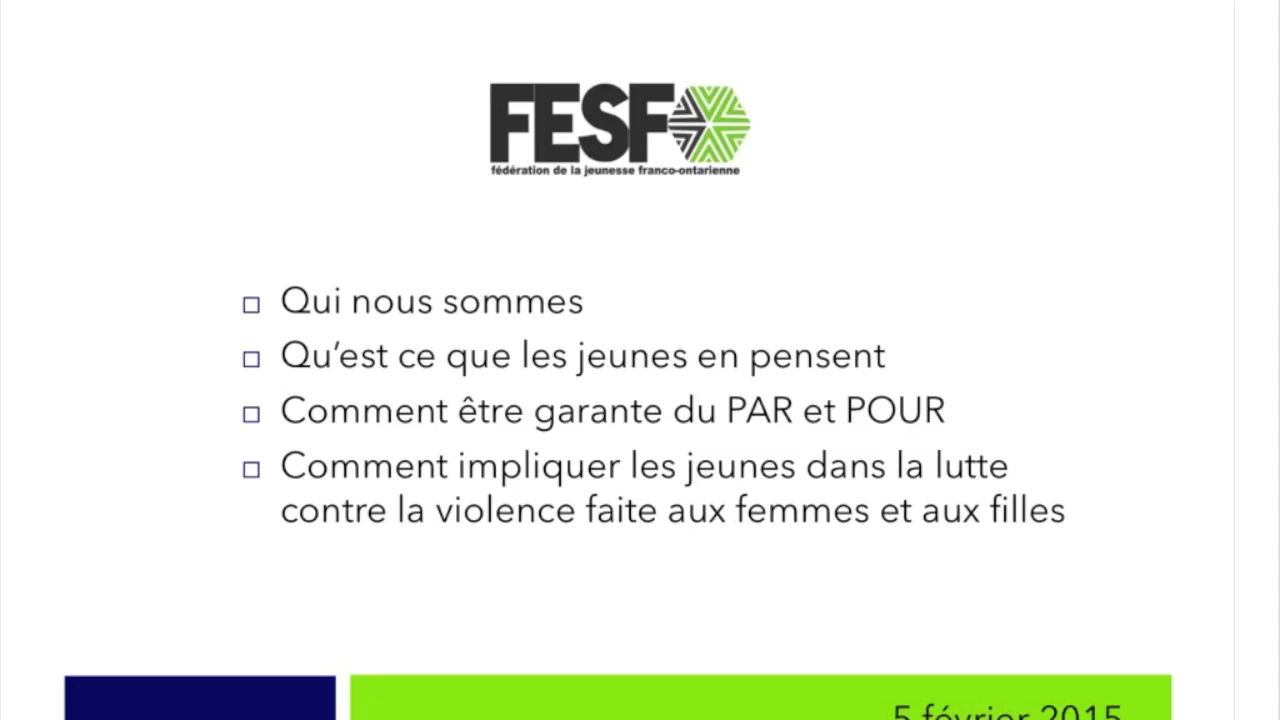 FESFO
fédération de la jeunesse franco-ontarienne
Qui nous sommes
Qu’est ce que les jeunes en pensent
Comment être garante du PAR et POUR
Comment impliquer les jeunes dans la lutte
contre la violence faite aux femmes et aux filles
5 février 2015